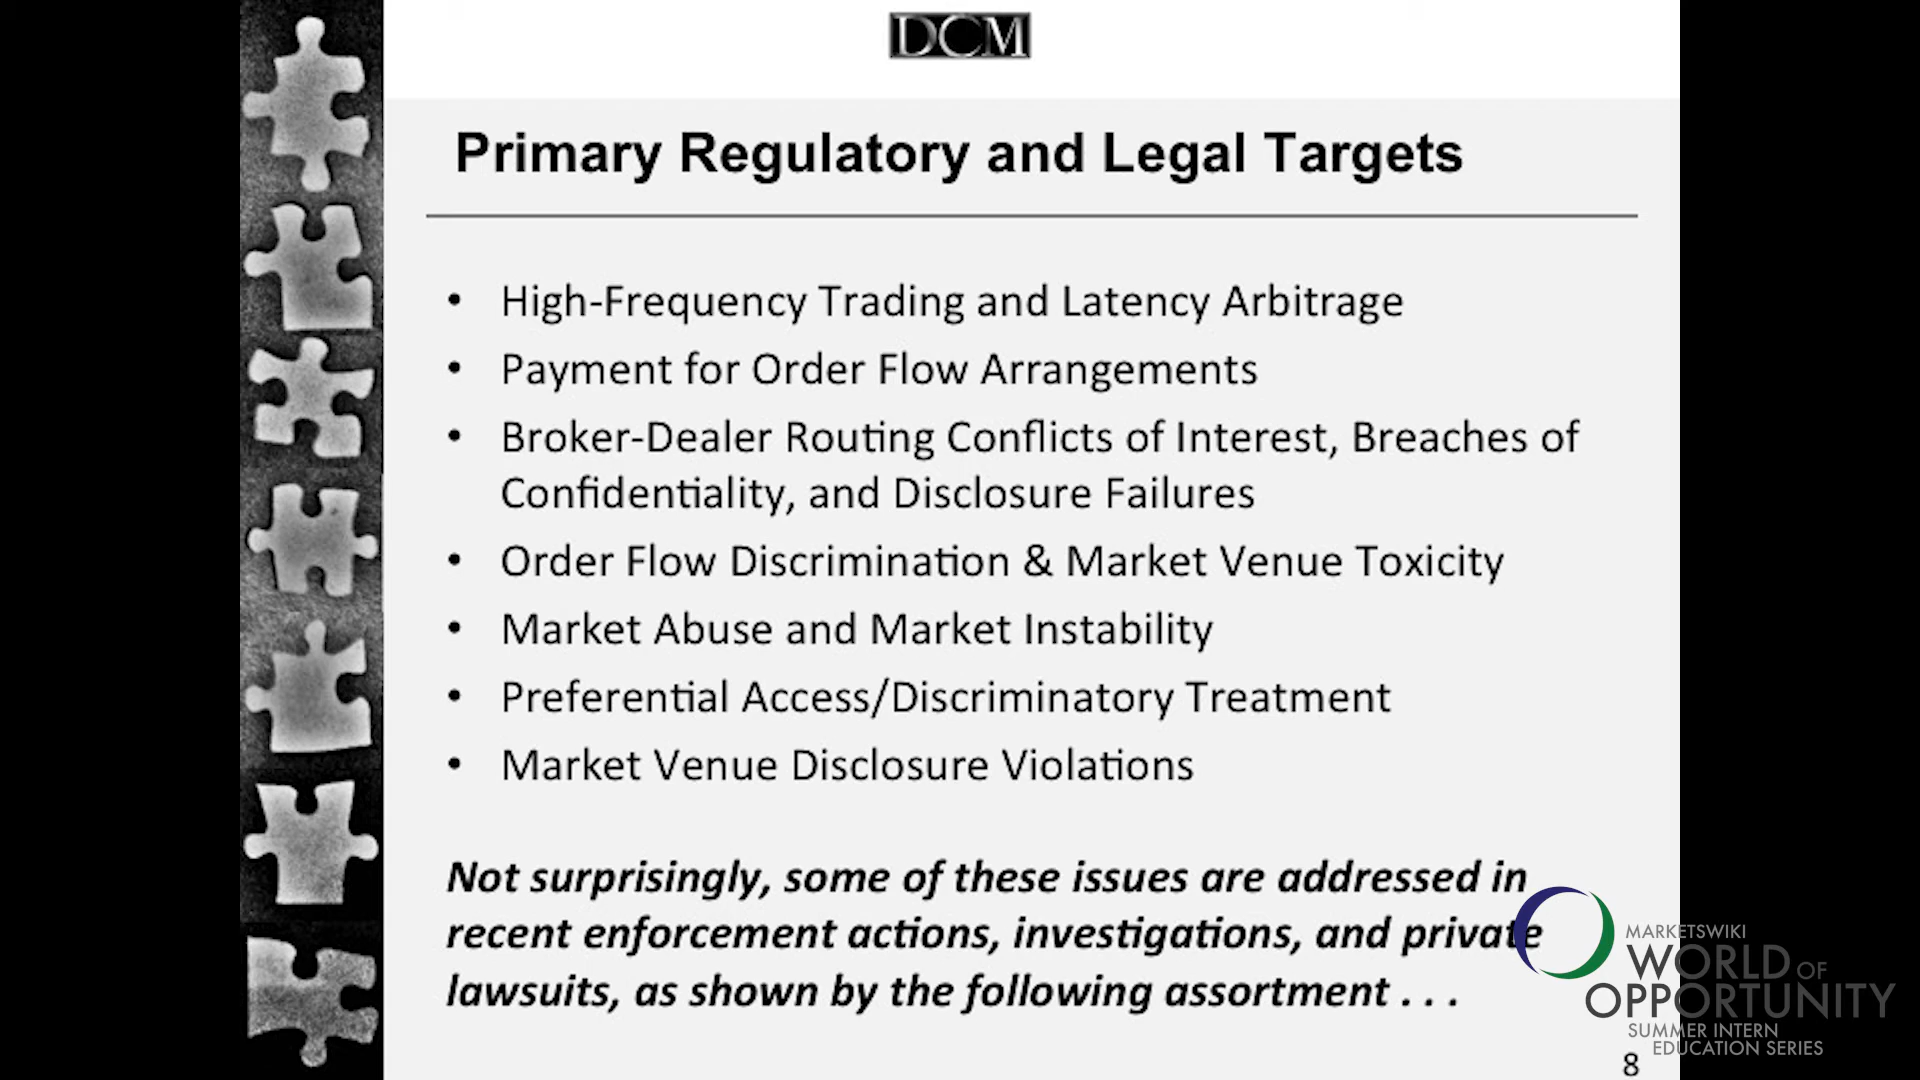 DCM
Primary Regulatory and Legal Targets
• High-Frequency Trading and Latency Arbitrage
• Payment for Order Flow Arrangements
• Broker-Dealer Routing Conflicts of Interest, Breaches of
Confidentiality, and Disclosure Failures
• Order Flow Discrimination & Market Venue Toxicity
• Market Abuse and Market Instability
• Preferential Access/Discriminatory Treatment
• Market Venue Disclosure Violations
Not surprisingly, some of these issues are addressed in
recent enforcement actions, investigations, and private
lawsuits, as shown by the following assortment . . .
MARKETSWIKI
WORLD OF
OPPORTUNITY
SUMMER INTERN
EDUCATION SERIES
8